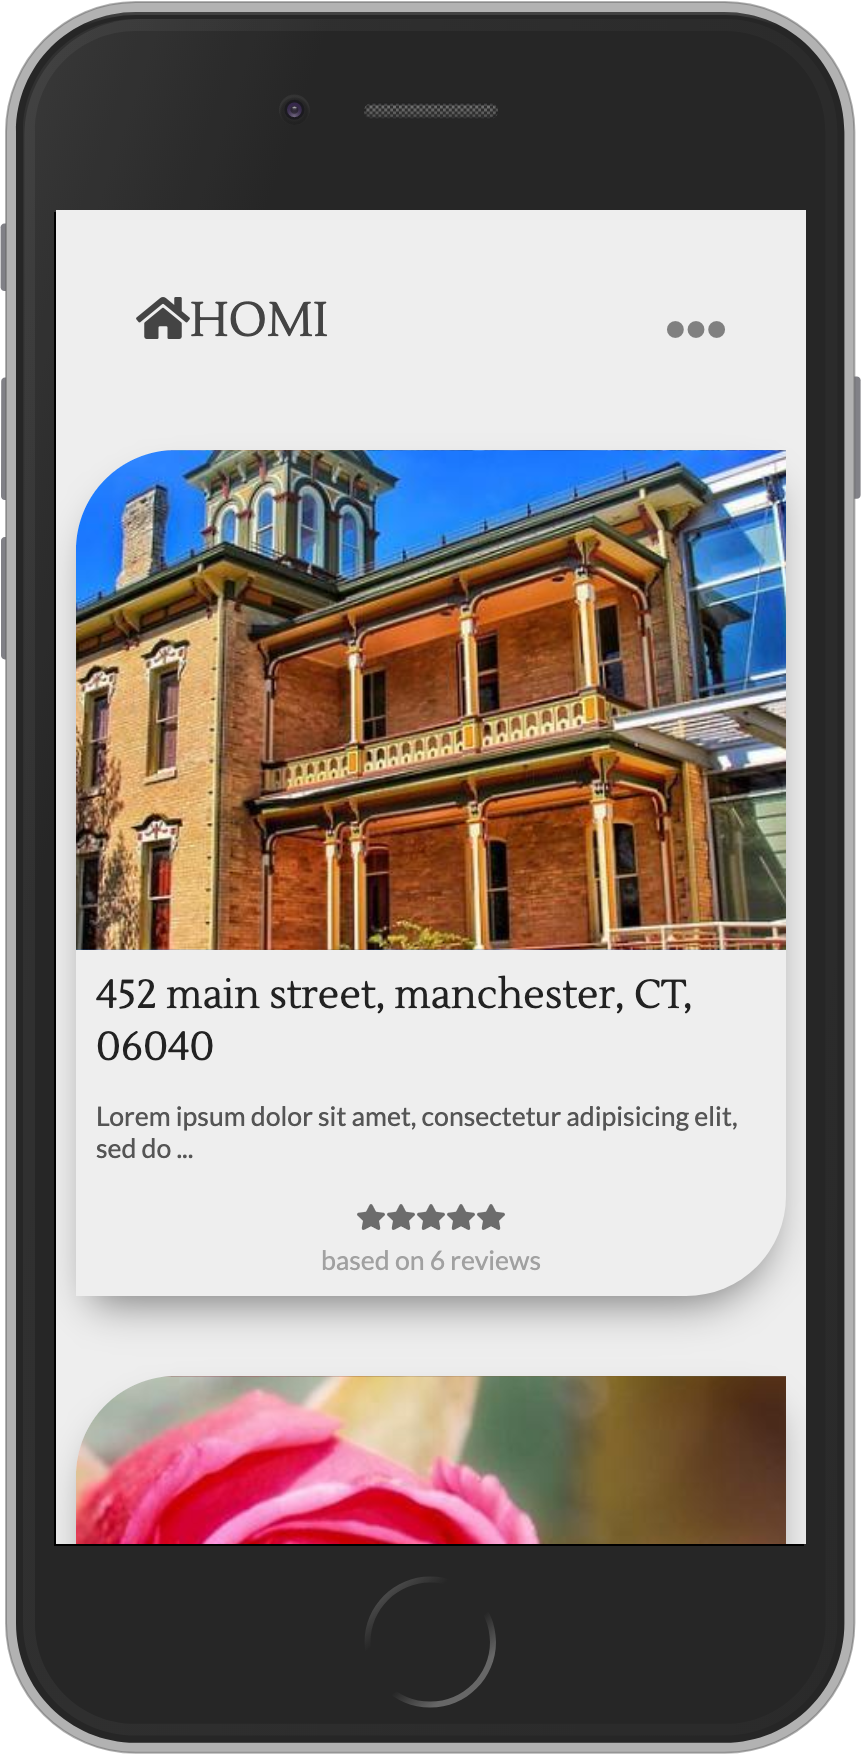 HOMI
452 main street, manchester, CT,
06040
Lorem ipsum dolor sit amet, consectetur adipisicing elit,
sed do ...
based on 6 reviews